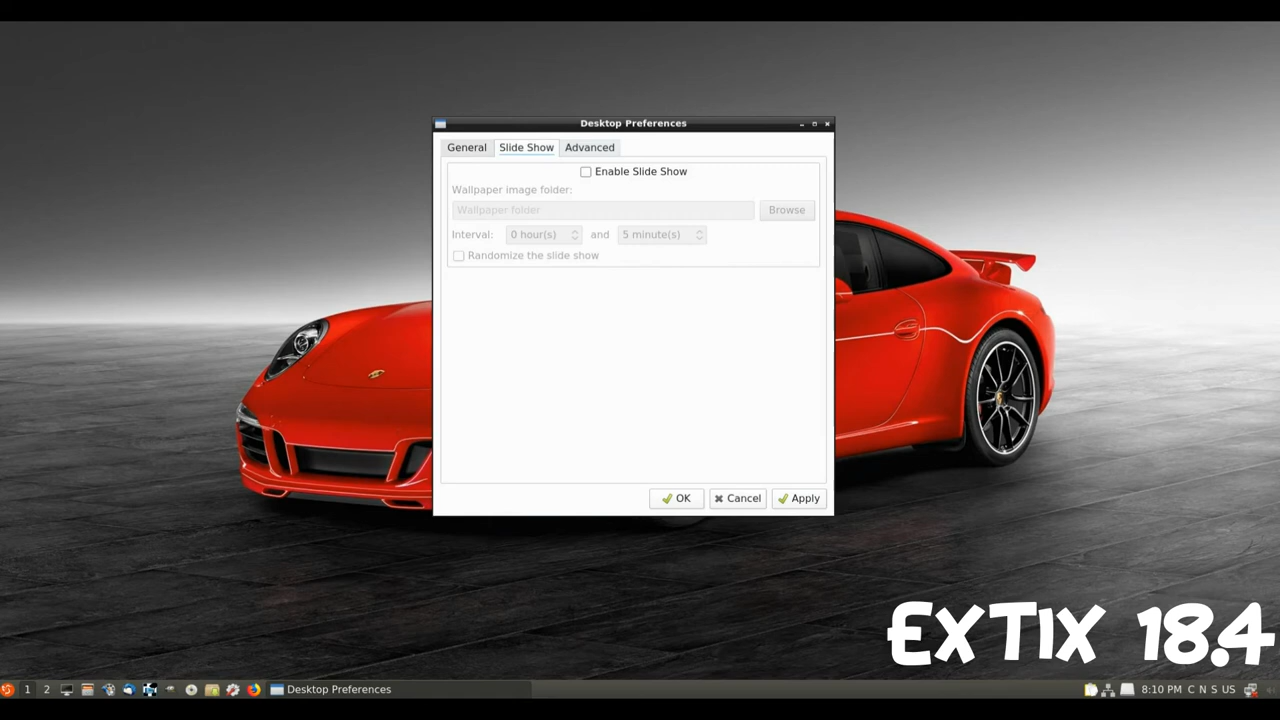 Desktop Preferences
General Slide Show Advanced
Enable Slide Show
Wallpaper image folder:
Wallpaper folder Browse
Interval: 0 hour(s) and 5 minute(s)
Randomize the slide show
OK Cancel Apply
EXTIX 18.4
1 2 Desktop Preferences 8:10 PM C N S US